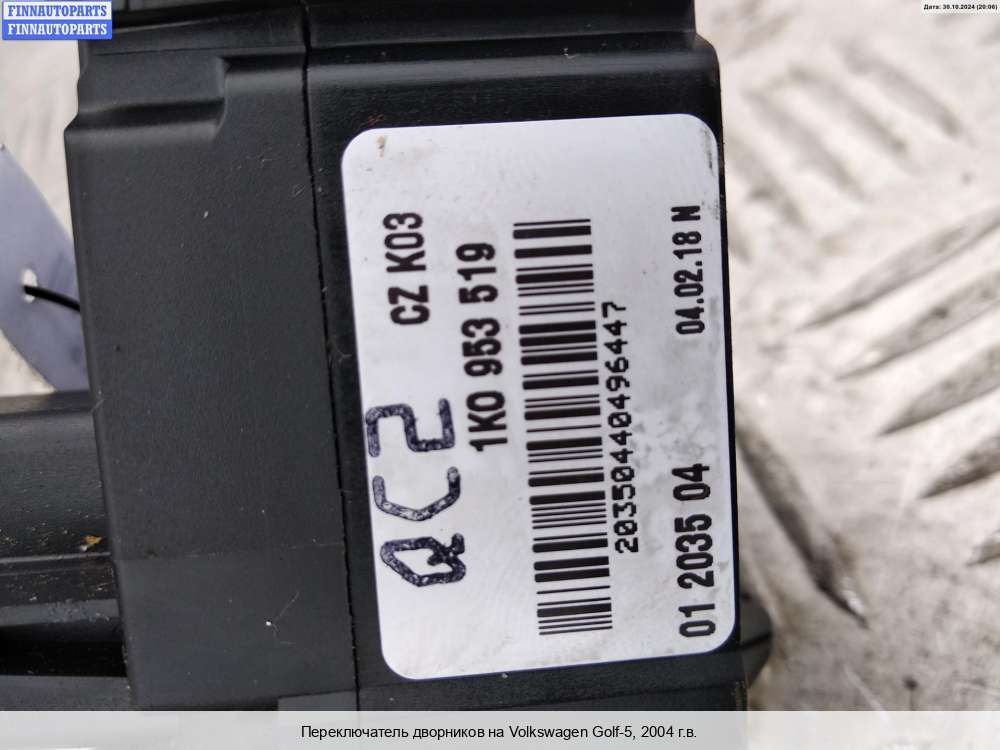 FINNAUTOPARTS
FINNAUTOPARTS
Дата: 30.10.2024 (20:06)
CZ K03
1K0 953 519
QC2
20350440496447
04.02.18 N
01 2035 04
Переключатель дворников на Volkswagen Golf-5, 2004 г.в.